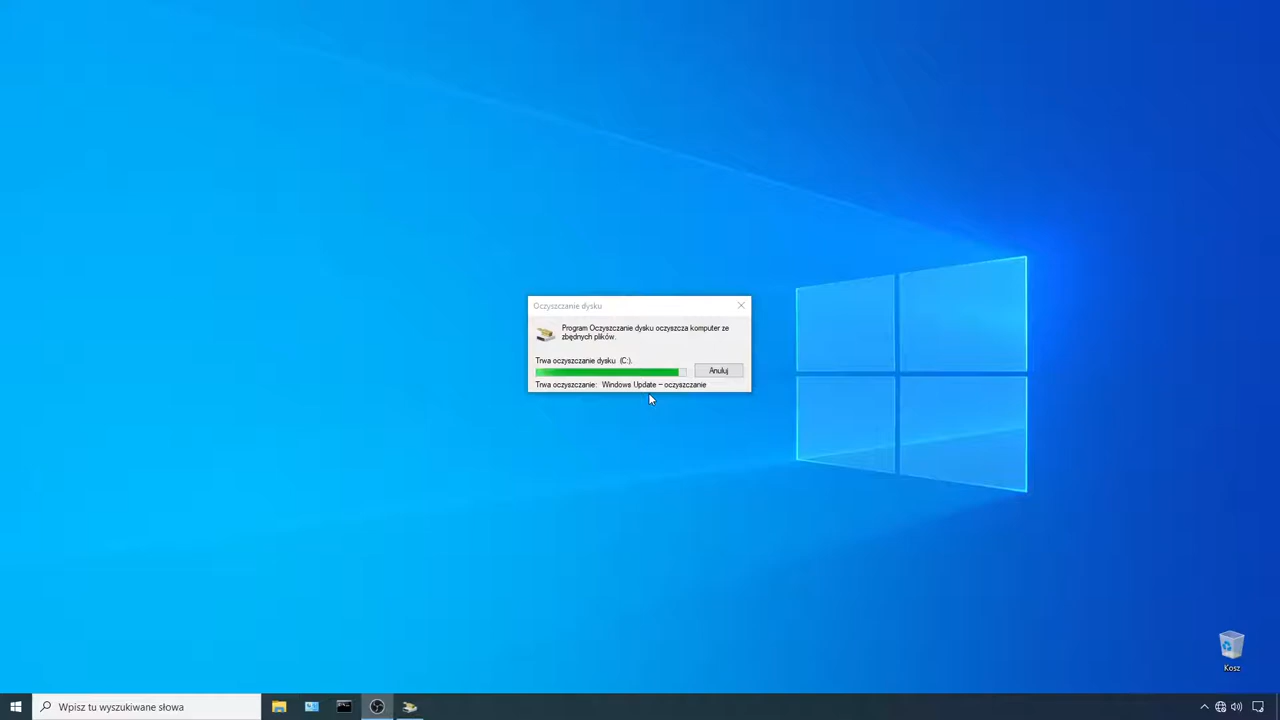 Oczyszczanie dysku
Program Oczyszczanie dysku oczyszcza komputer ze
zbędnych plików.
Trwa oczyszczanie dysku  (C:).
Anuluj
Trwa oczyszczanie:  Windows Update – oczyszczanie
Kosz
Wpisz tu wyszukiwane słowa